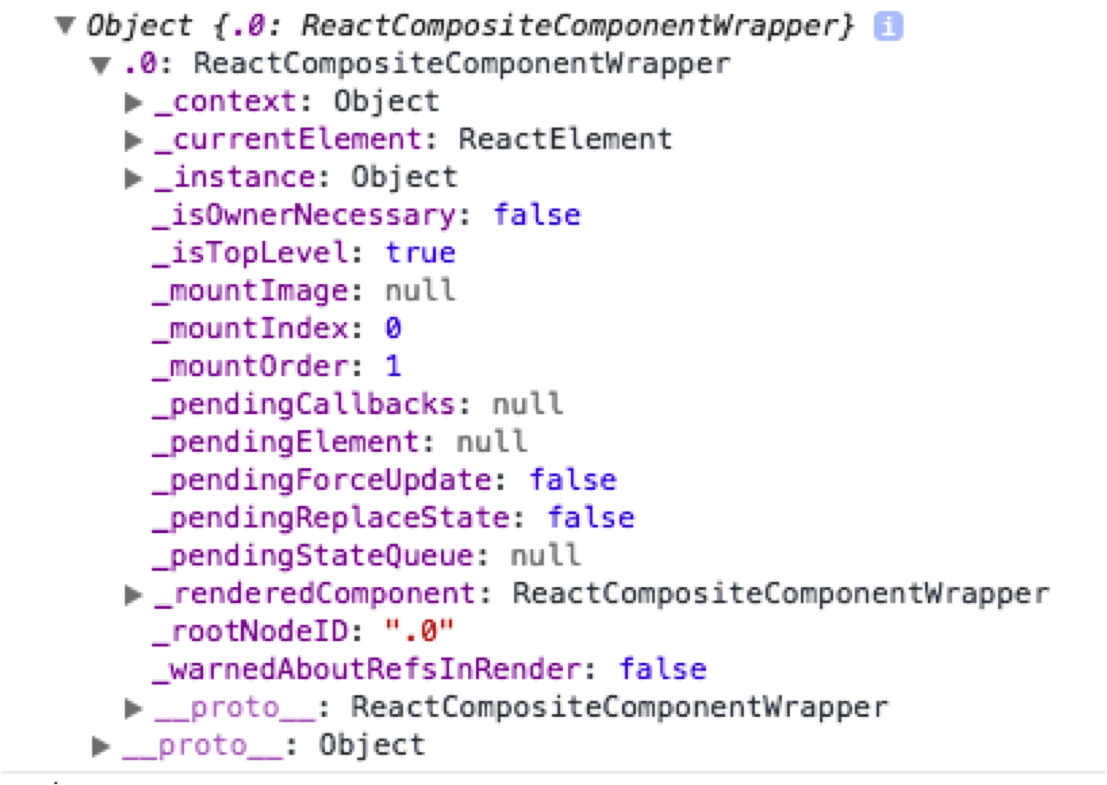 ▼ Object {.0: ReactCompositeComponentWrapper} i
▼ .0: ReactCompositeComponentWrapper
▶ _context: Object
▶ _currentElement: ReactElement
▶ _instance: Object
_isOwnerNecessary: false
_isTopLevel: true
_mountImage: null
_mountIndex: 0
_mountOrder: 1
_pendingCallbacks: null
_pendingElement: null
_pendingForceUpdate: false
_pendingReplaceState: false
_pendingStateQueue: null
▶ _renderedComponent: ReactCompositeComponentWrapper
_rootNodeID: ".0"
_warnedAboutRefsInRender: false
▶ __proto__: ReactCompositeComponentWrapper
▶ __proto__: Object